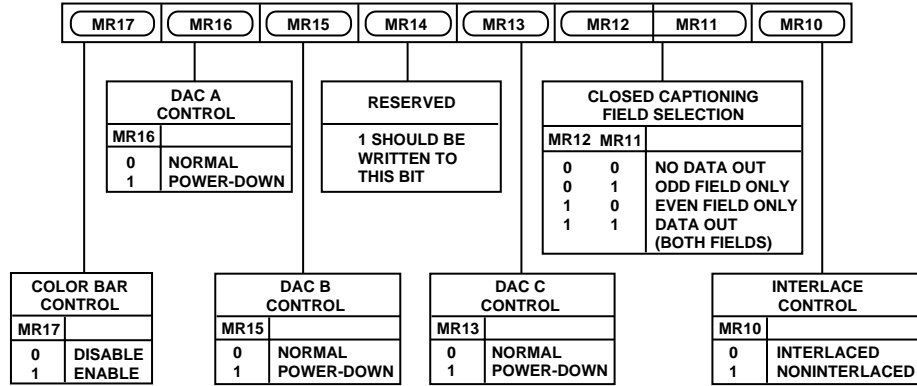 MR17 MR16 MR15 MR14 MR13 MR12 MR11 MR10
DAC A
CONTROL
MR16
0 NORMAL
1 POWER-DOWN
RESERVED
1 SHOULD BE
WRITTEN TO
THIS BIT
CLOSED CAPTIONING
FIELD SELECTION
MR12 MR11
0 0 NO DATA OUT
0 1 ODD FIELD ONLY
1 0 EVEN FIELD ONLY
1 1 DATA OUT
(BOTH FIELDS)
COLOR BAR
CONTROL
MR17
0 DISABLE
1 ENABLE
DAC B
CONTROL
MR15
0 NORMAL
1 POWER-DOWN
DAC C
CONTROL
MR13
0 NORMAL
1 POWER-DOWN
INTERLACE
CONTROL
MR10
0 INTERLACED
1 NONINTERLACED